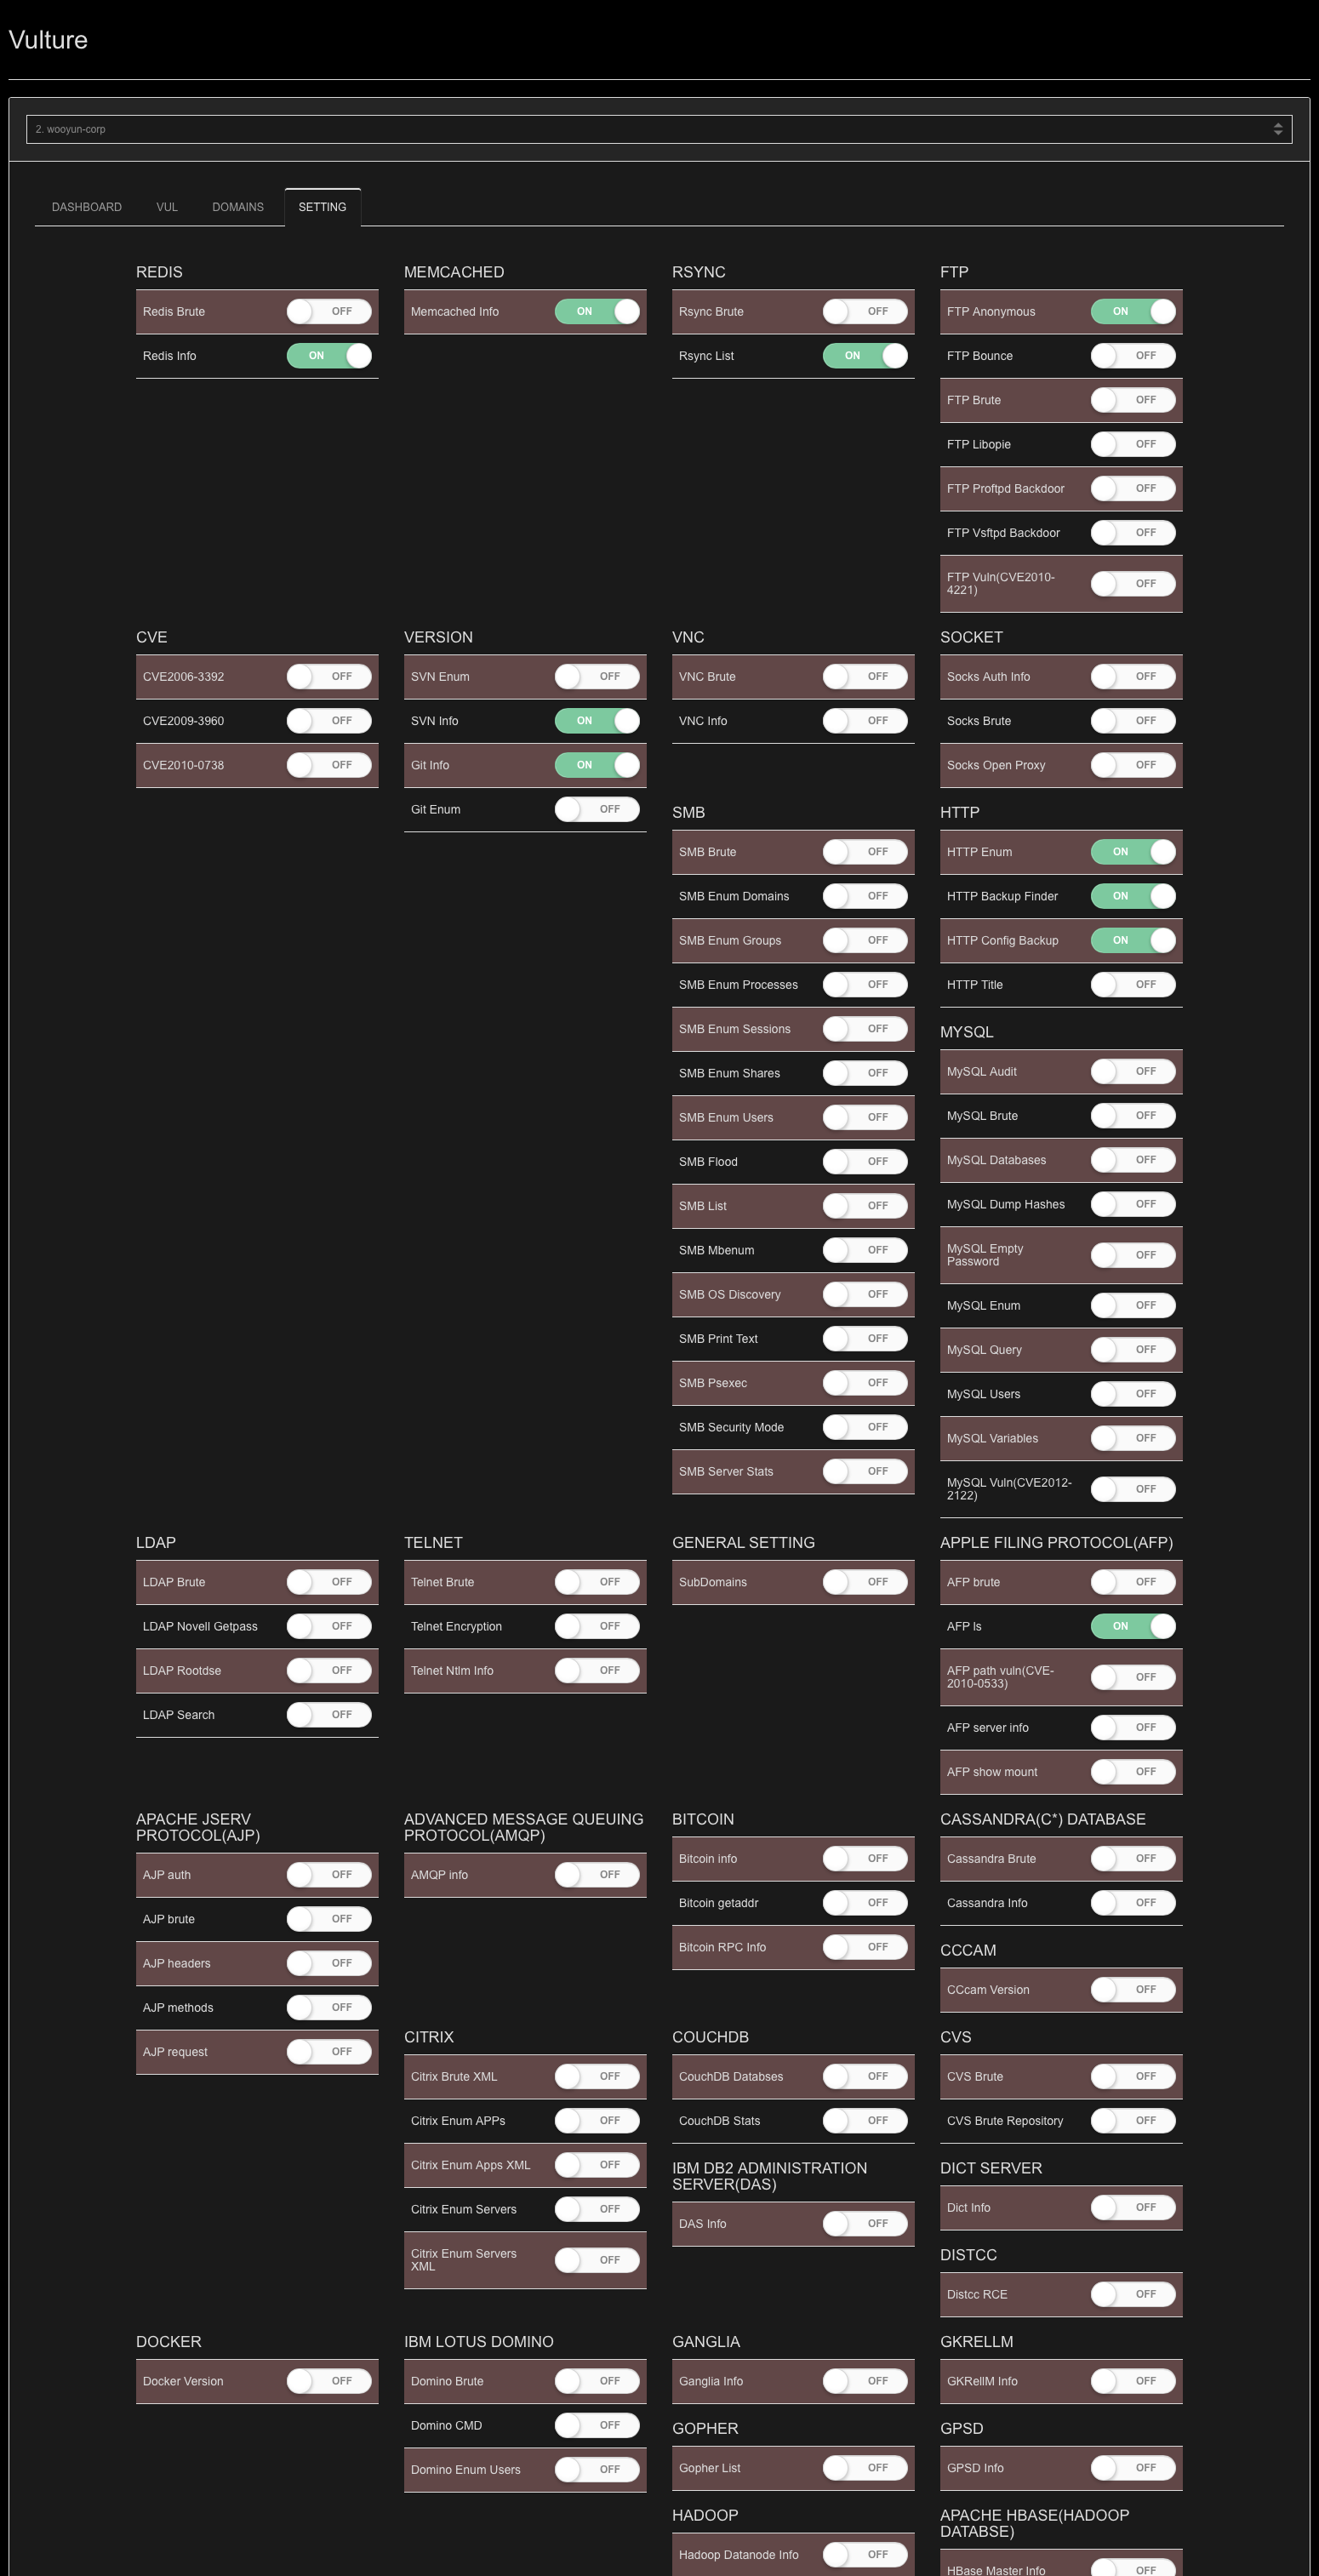 Vulture
2. wooyun-corp
DASHBOARD VUL DOMAINS SETTING
REDIS
Redis Brute OFF
Redis Info ON
MEMCACHED
Memcached Info ON
RSYNC
Rsync Brute OFF
Rsync List ON
FTP
FTP Anonymous ON
FTP Bounce OFF
FTP Brute OFF
FTP Libopie OFF
FTP Proftpd Backdoor OFF
FTP Vsftpd Backdoor OFF
FTP Vuln(CVE2010-
4221) OFF
CVE
CVE2006-3392 OFF
CVE2009-3960 OFF
CVE2010-0738 OFF
VERSION
SVN Enum OFF
SVN Info ON
Git Info ON
Git Enum OFF
VNC
VNC Brute OFF
VNC Info OFF
SOCKET
Socks Auth Info OFF
Socks Brute OFF
Socks Open Proxy OFF
SMB
SMB Brute OFF
SMB Enum Domains OFF
SMB Enum Groups OFF
SMB Enum Processes OFF
SMB Enum Sessions OFF
SMB Enum Shares OFF
SMB Enum Users OFF
SMB Flood OFF
SMB List OFF
SMB Mbenum OFF
SMB OS Discovery OFF
SMB Print Text OFF
SMB Psexec OFF
SMB Security Mode OFF
SMB Server Stats OFF
HTTP
HTTP Enum ON
HTTP Backup Finder ON
HTTP Config Backup ON
HTTP Title OFF
MYSQL
MySQL Audit OFF
MySQL Brute OFF
MySQL Databases OFF
MySQL Dump Hashes OFF
MySQL Empty
Password OFF
MySQL Enum OFF
MySQL Query OFF
MySQL Users OFF
MySQL Variables OFF
MySQL Vuln(CVE2012-
2122) OFF
LDAP
LDAP Brute OFF
LDAP Novell Getpass OFF
LDAP Rootdse OFF
LDAP Search OFF
TELNET
Telnet Brute OFF
Telnet Encryption OFF
Telnet Ntlm Info OFF
GENERAL SETTING
SubDomains OFF
APPLE FILING PROTOCOL(AFP)
AFP brute OFF
AFP ls ON
AFP path vuln(CVE-
2010-0533) OFF
AFP server info OFF
AFP show mount OFF
APACHE JSERV
PROTOCOL(AJP)
AJP auth OFF
AJP brute OFF
AJP headers OFF
AJP methods OFF
AJP request OFF
ADVANCED MESSAGE QUEUING
PROTOCOL(AMQP)
AMQP info OFF
BITCOIN
Bitcoin info OFF
Bitcoin getaddr OFF
Bitcoin RPC Info OFF
CASSANDRA(C*) DATABASE
Cassandra Brute OFF
Cassandra Info OFF
CCCAM
CCcam Version OFF
CITRIX
Citrix Brute XML OFF
Citrix Enum APPs OFF
Citrix Enum Apps XML OFF
Citrix Enum Servers OFF
Citrix Enum Servers
XML OFF
COUCHDB
CouchDB Databses OFF
CouchDB Stats OFF
CVS
CVS Brute OFF
CVS Brute Repository OFF
IBM DB2 ADMINISTRATION
SERVER(DAS)
DAS Info OFF
DICT SERVER
Dict Info OFF
DISTCC
Distcc RCE OFF
DOCKER
Docker Version OFF
IBM LOTUS DOMINO
Domino Brute OFF
Domino CMD OFF
Domino Enum Users OFF
GANGLIA
Ganglia Info OFF
GKRELLM
GKRellM Info OFF
GOPHER
Gopher List OFF
GPSD
GPSD Info OFF
HADOOP
Hadoop Datanode Info OFF
APACHE HBASE(HADOOP
DATABSE)
HBase Master Info OFF